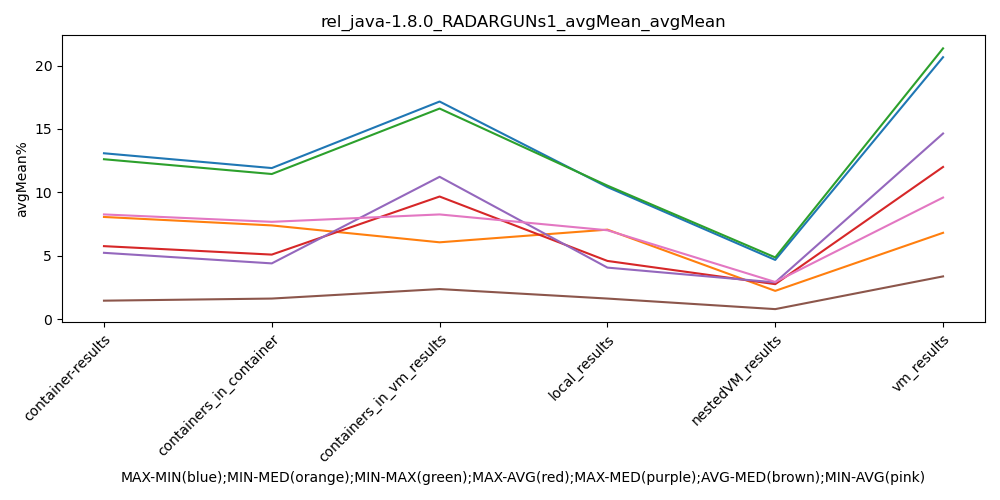 rel_java-1.8.0_RADARGUNs1_avgMean_avgMean
avgMean%
20
15
10
5
0
container-results
containers_in_container
containers_in_vm_results
local_results
nestedVM_results
vm_results
MAX-MIN(blue);MIN-MED(orange);MIN-MAX(green);MAX-AVG(red);MAX-MED(purple);AVG-MED(brown);MIN-AVG(pink)